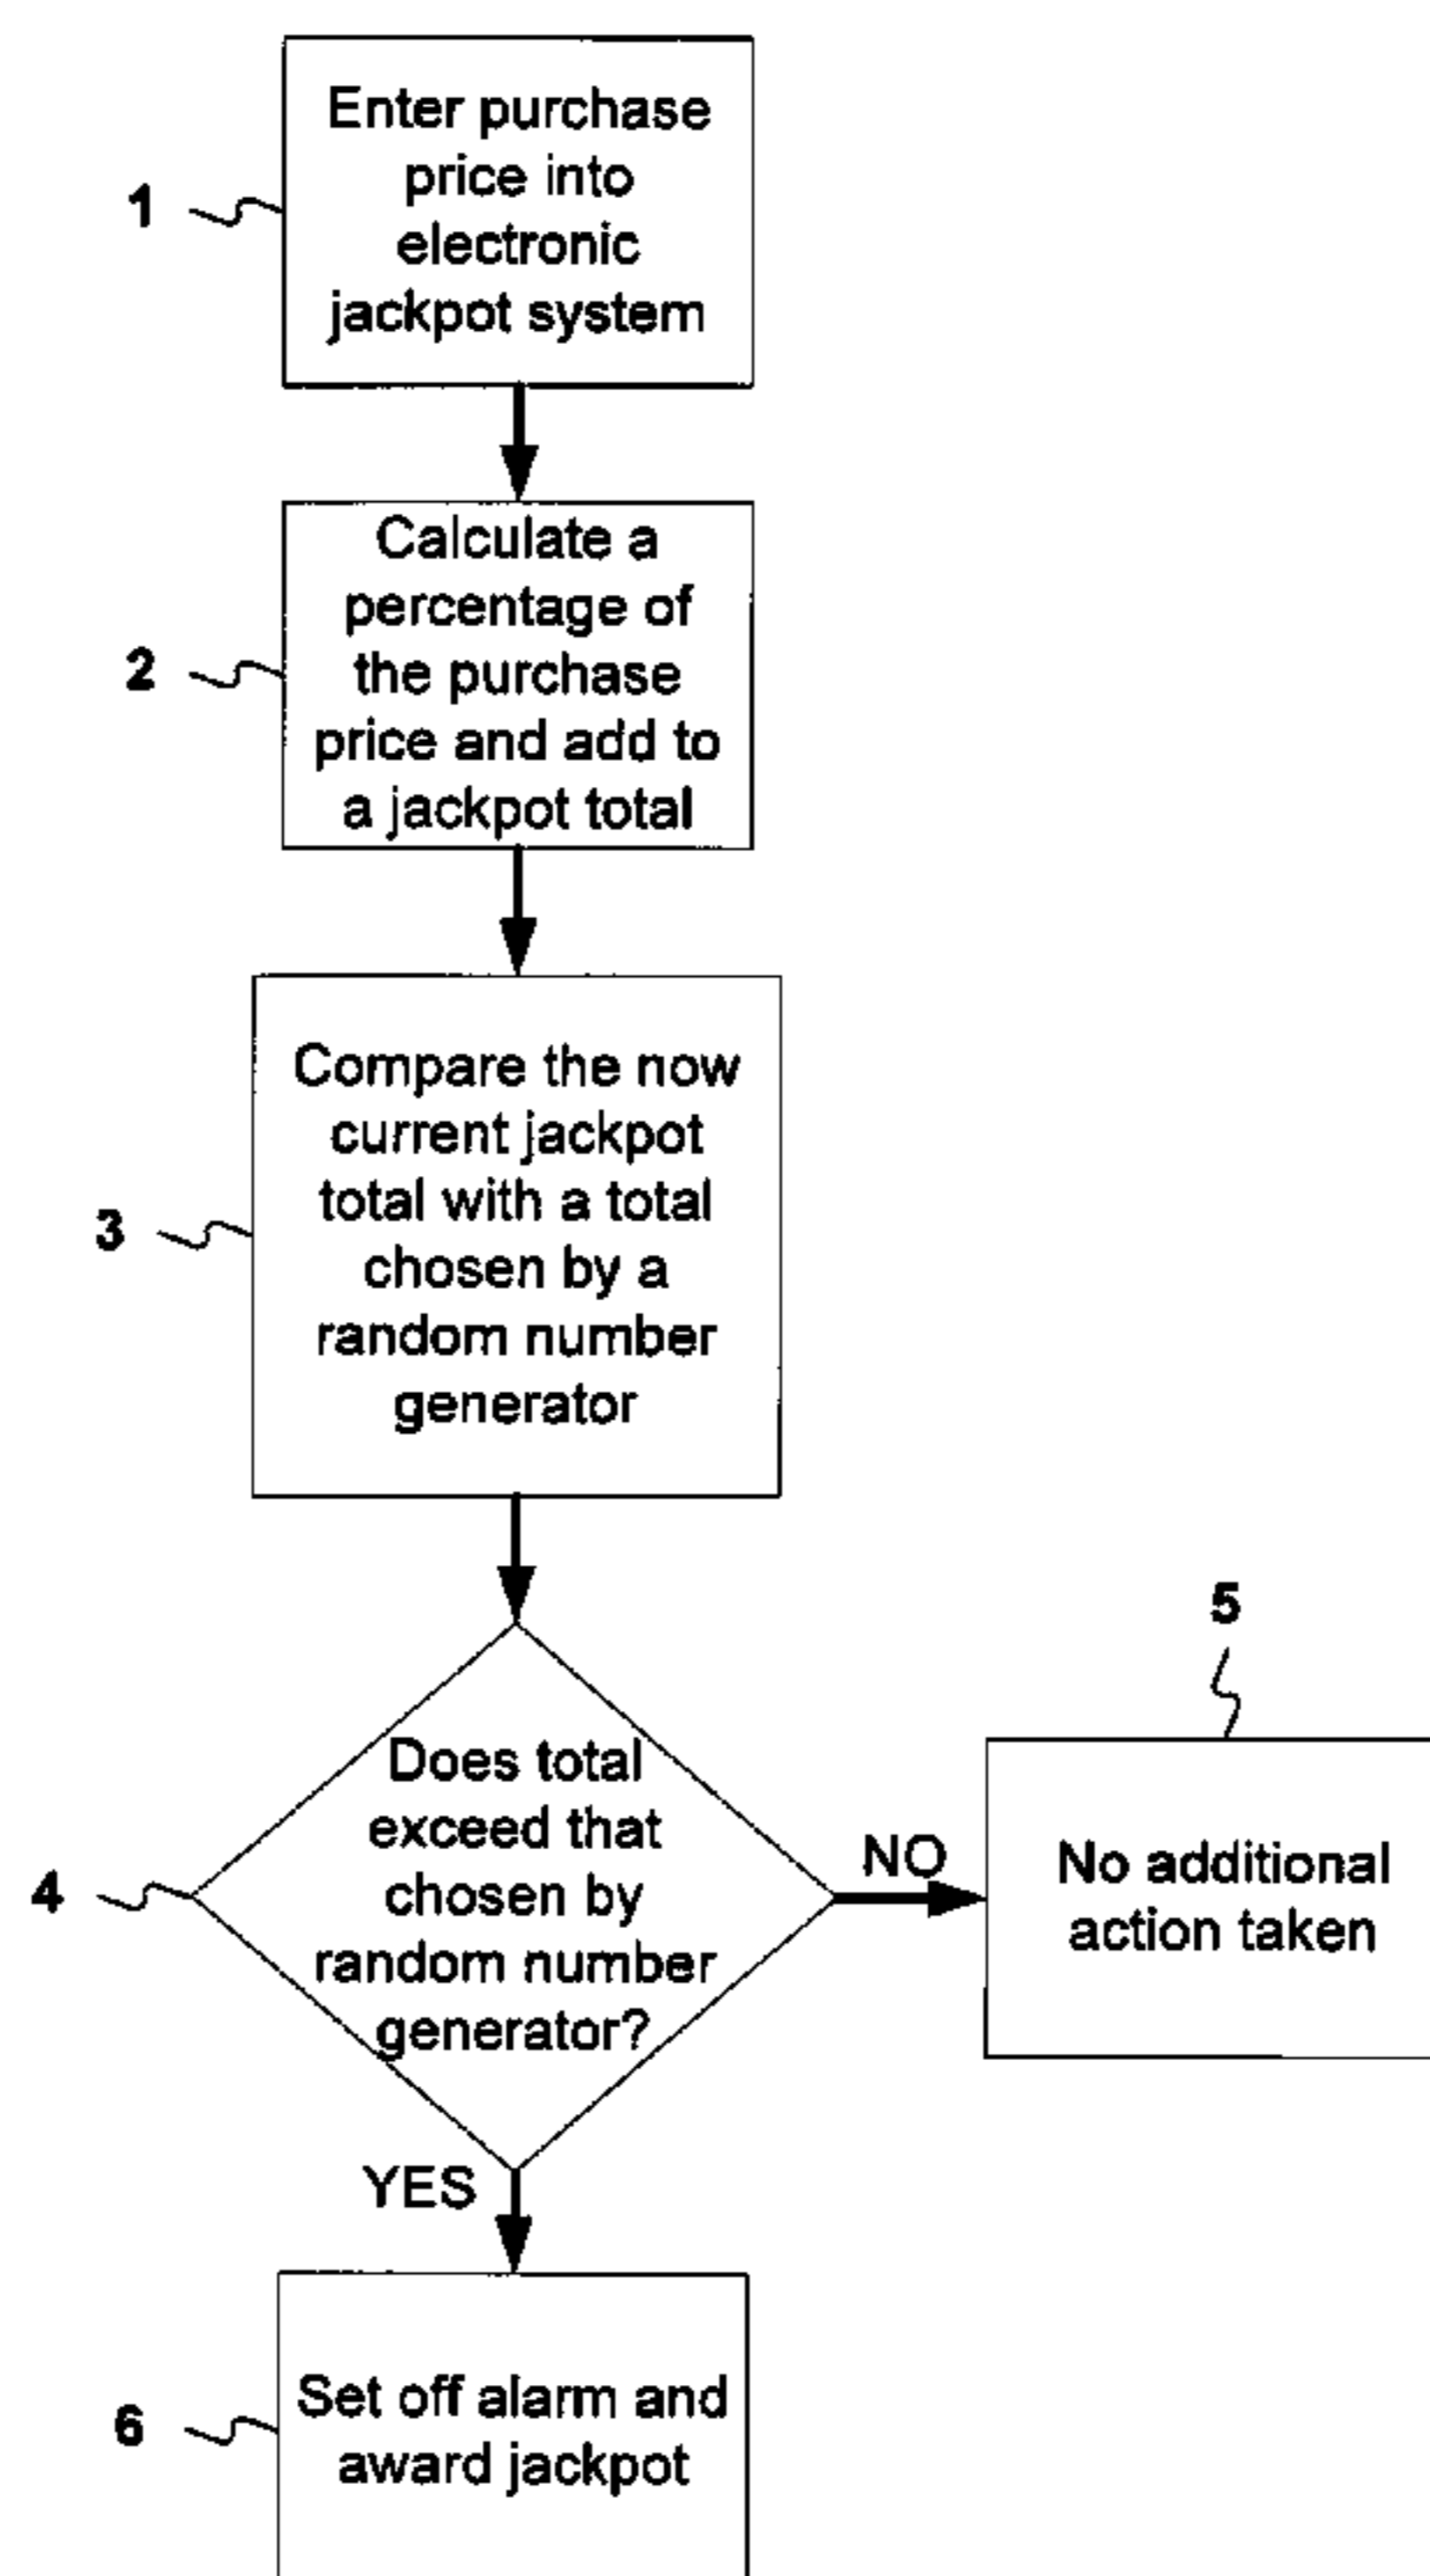 Enter purchase
price into
electronic
jackpot system
1
Calculate a
percentage of
the purchase
price and add to
a jackpot total
2
Compare the now
current jackpot
total with a total
chosen by a
random number
generator
3
Does total
exceed that
chosen by
random number
generator?
4
NO
5
No additional
action taken
YES
Set off alarm and
award jackpot
6